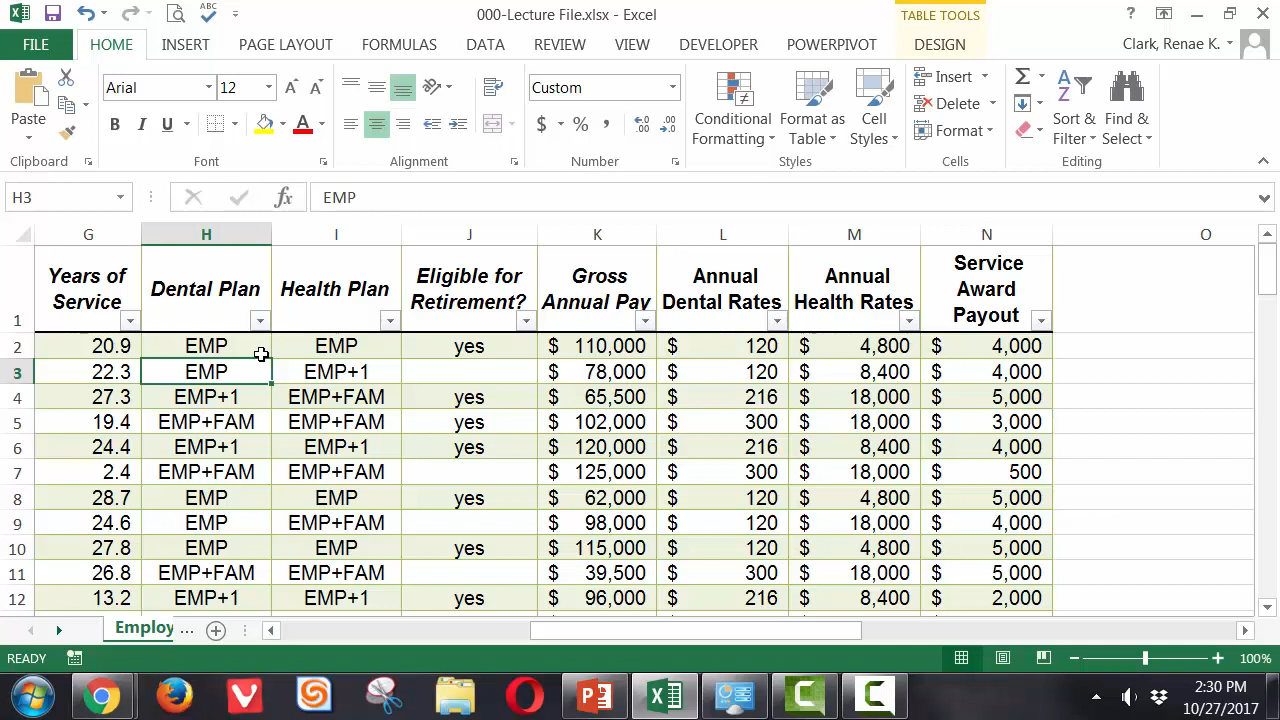 000-Lecture File.xlsx - Excel
TABLE TOOLS
FILE HOME INSERT PAGE LAYOUT FORMULAS DATA REVIEW VIEW DEVELOPER POWERPIVOT DESIGN
Clark, Renae K.
Paste
Clipboard
Arial 12
B I U A
Font
Alignment
Custom
$ % ,
Number
Conditional Formatting
Format as Table
Cell Styles
Styles
Insert
Delete
Format
Cells
Sort & Filter
Find & Select
Editing
H3 fx EMP
G H I J K L M N O
1 Years of Service Dental Plan Health Plan Eligible for Retirement? Gross Annual Pay Annual Dental Rates Annual Health Rates Service Award Payout
2 20.9 EMP EMP yes $ 110,000 $ 120 $ 4,800 $ 4,000
3 22.3 EMP EMP+1 $ 78,000 $ 120 $ 8,400 $ 4,000
4 27.3 EMP+1 EMP+FAM yes $ 65,500 $ 216 $ 18,000 $ 5,000
5 19.4 EMP+FAM EMP+FAM yes $ 102,000 $ 300 $ 18,000 $ 3,000
6 24.4 EMP+1 EMP+1 yes $ 120,000 $ 216 $ 8,400 $ 4,000
7 2.4 EMP+FAM EMP+FAM $ 125,000 $ 300 $ 18,000 $ 500
8 28.7 EMP EMP yes $ 62,000 $ 120 $ 4,800 $ 5,000
9 24.6 EMP EMP+FAM $ 98,000 $ 120 $ 18,000 $ 4,000
10 27.8 EMP EMP yes $ 115,000 $ 120 $ 4,800 $ 5,000
11 26.8 EMP+FAM EMP+FAM $ 39,500 $ 300 $ 18,000 $ 5,000
12 13.2 EMP+1 EMP+1 yes $ 96,000 $ 216 $ 8,400 $ 2,000
Employ ...
READY 100%
2:30 PM
10/27/2017